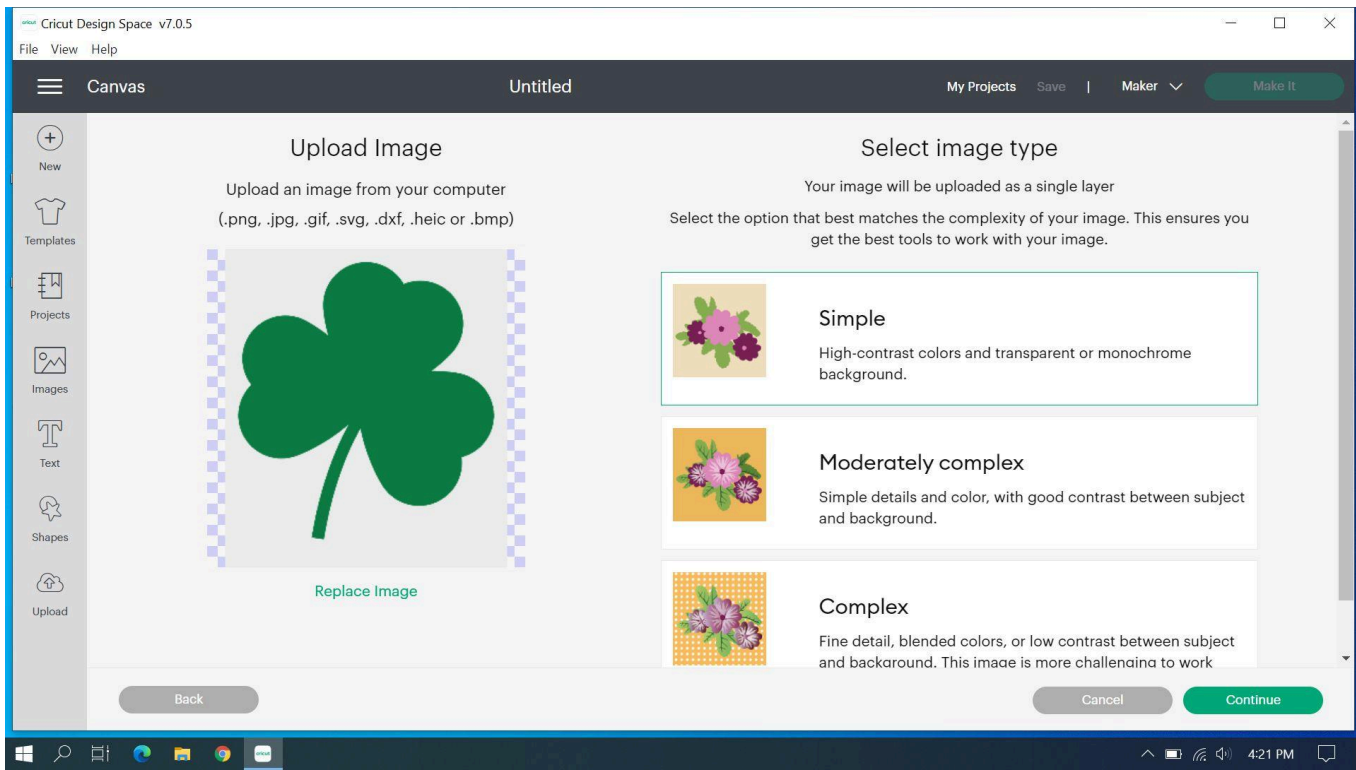 Cricut Design Space v7.0.5
File View Help
Canvas
Untitled
My Projects Save | Maker Make It
New
Templates
Projects
Images
Text
Shapes
Upload
Upload Image
Upload an image from your computer
(.png, .jpg, .gif, .svg, .dxf, .heic or .bmp)
Replace Image
Select image type
Your image will be uploaded as a single layer
Select the option that best matches the complexity of your image. This ensures you
get the best tools to work with your image.
Simple
High-contrast colors and transparent or monochrome
background.
Moderately complex
Simple details and color, with good contrast between subject
and background.
Complex
Fine detail, blended colors, or low contrast between subject
and background. This image is more challenging to work
Back
Cancel
Continue
4:21 PM